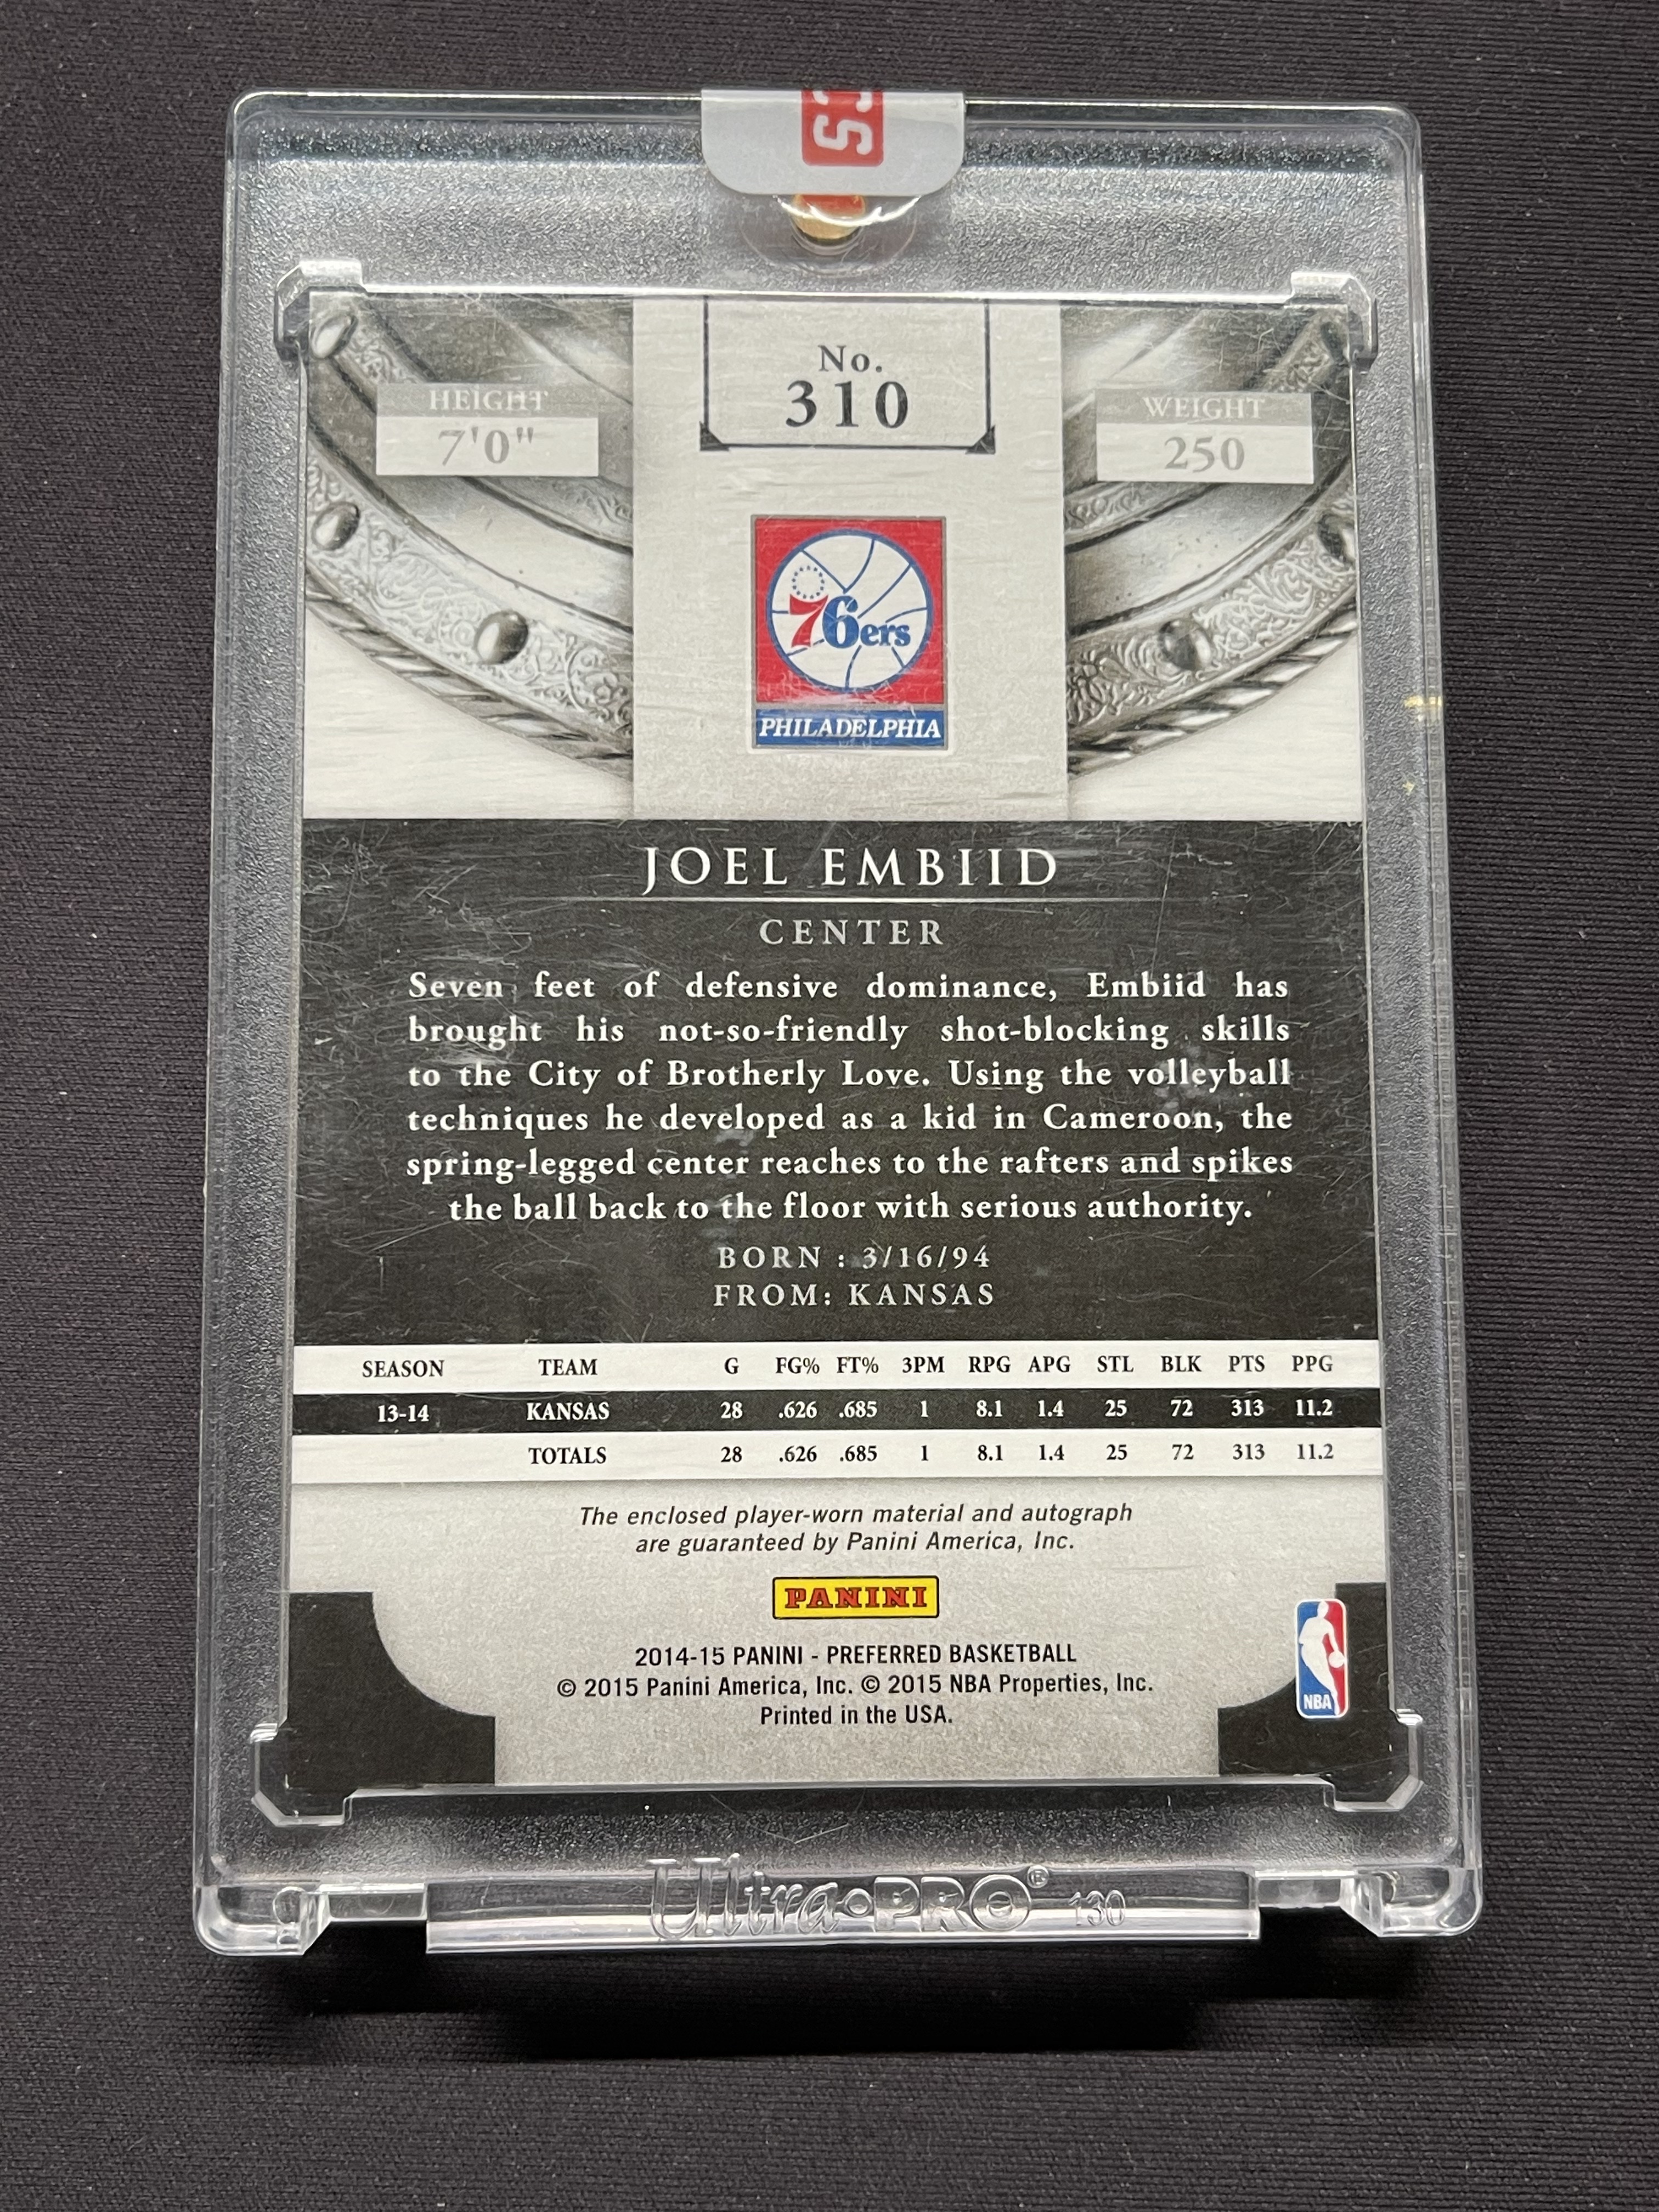 No.
310
HEIGHT
7'0"
WEIGHT
250
76ers
PHILADELPHIA
JOEL EMBIID
CENTER
Seven feet of defensive dominance, Embiid has
brought his not-so-friendly shot-blocking skills
to the City of Brotherly Love. Using the volleyball
techniques he developed as a kid in Cameroon, the
spring-legged center reaches to the rafters and spikes
the ball back to the floor with serious authority.
BORN : 3/16/94
FROM: KANSAS
SEASON TEAM G FG% FT% 3PM RPG APG STL BLK PTS PPG
13-14 KANSAS 28 .626 .685 1 8.1 1.4 25 72 313 11.2
TOTALS 28 .626 .685 1 8.1 1.4 25 72 313 11.2
The enclosed player-worn material and autograph
are guaranteed by Panini America, Inc.
PANINI
2014-15 PANINI - PREFERRED BASKETBALL
© 2015 Panini America, Inc. © 2015 NBA Properties, Inc.
Printed in the USA.
NBA
Ultra•PRO® 130